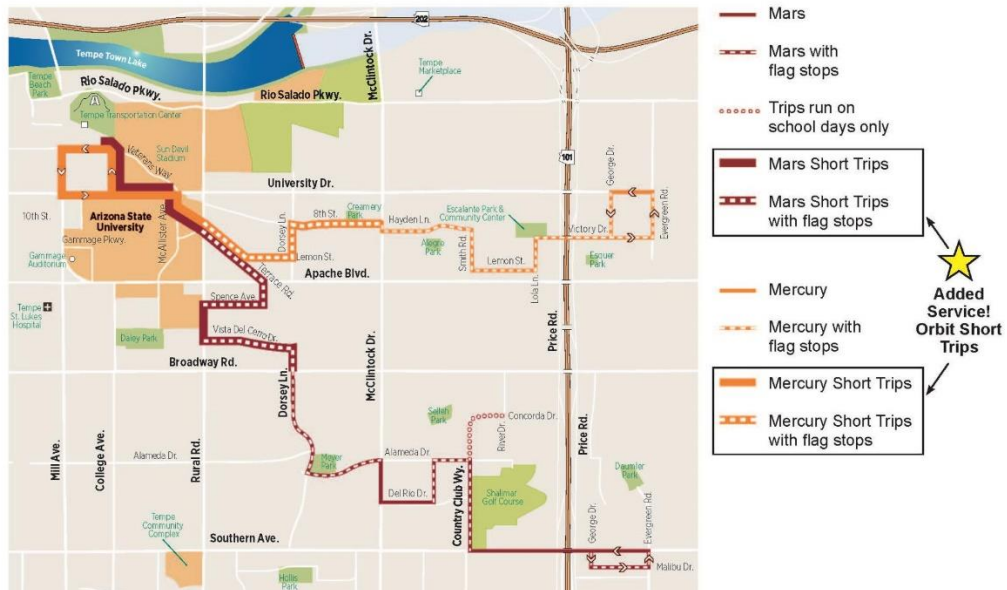 202
Tempe Town Lake
McClintock Dr.
Tempe
Marketplace
Tempe
Beach
Park
Rio Salado Pkwy.
Rio Salado Pkwy.
A
Tempe Transportation Center
Veterans Way
Sun Devil
Stadium
101
University Dr.
George Dr.
Evergreen Rd.
10th St.
Arizona State
University
McAllister Ave.
Gammage Pkwy.
Gammage
Auditorium
Dorsey Ln.
8th St.
Creamery
Park
Hayden Ln.
Escalante Park &
Community Center
Victory Dr.
Lemon St.
Alegre
Park
Smith Rd.
Lemon St.
Esquer
Park
Terrace Rd.
Apache Blvd.
Lola Ln.
Tempe
St. Lukes
Hospital
Spence Ave.
Daley Park
Vista Del Cerro Dr.
Price Rd.
Broadway Rd.
Dorsey Ln.
McClintock Dr.
Selleh
Park
Concorda Dr.
River Dr.
Price Rd.
Mill Ave.
College Ave.
Rural Rd.
Alameda Dr.
Meyer
Park
Alameda Dr.
Del Rio Dr.
Country Club Wy.
Shalimar
Golf Course
Daumler
Park
George Dr.
Evergreen Rd.
Tempe
Community
Complex
Southern Ave.
Malibu Dr.
Hollis
Park
Mars
Mars with
flag stops
Trips run on
school days only
Mars Short Trips
Mars Short Trips
with flag stops
Mercury
Mercury with
flag stops
Mercury Short Trips
Mercury Short Trips
with flag stops
Added
Service!
Orbit Short
Trips